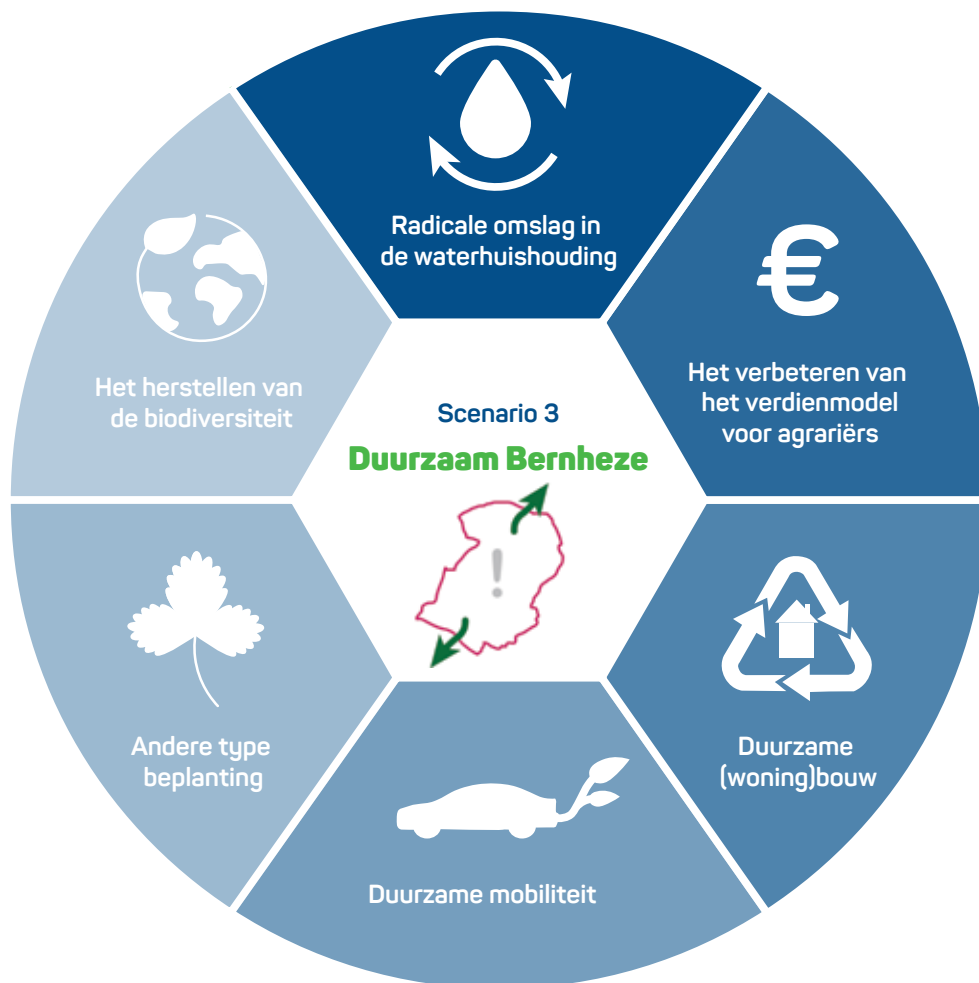 Radicale omslag in
de waterhuishouding
€
Het verbeteren van
het verdienmodel
voor agrariërs
Duurzame
(woning)bouw
Duurzame mobiliteit
Andere type
beplanting
Het herstellen van
de biodiversiteit
Scenario 3
Duurzaam Bernheze
!